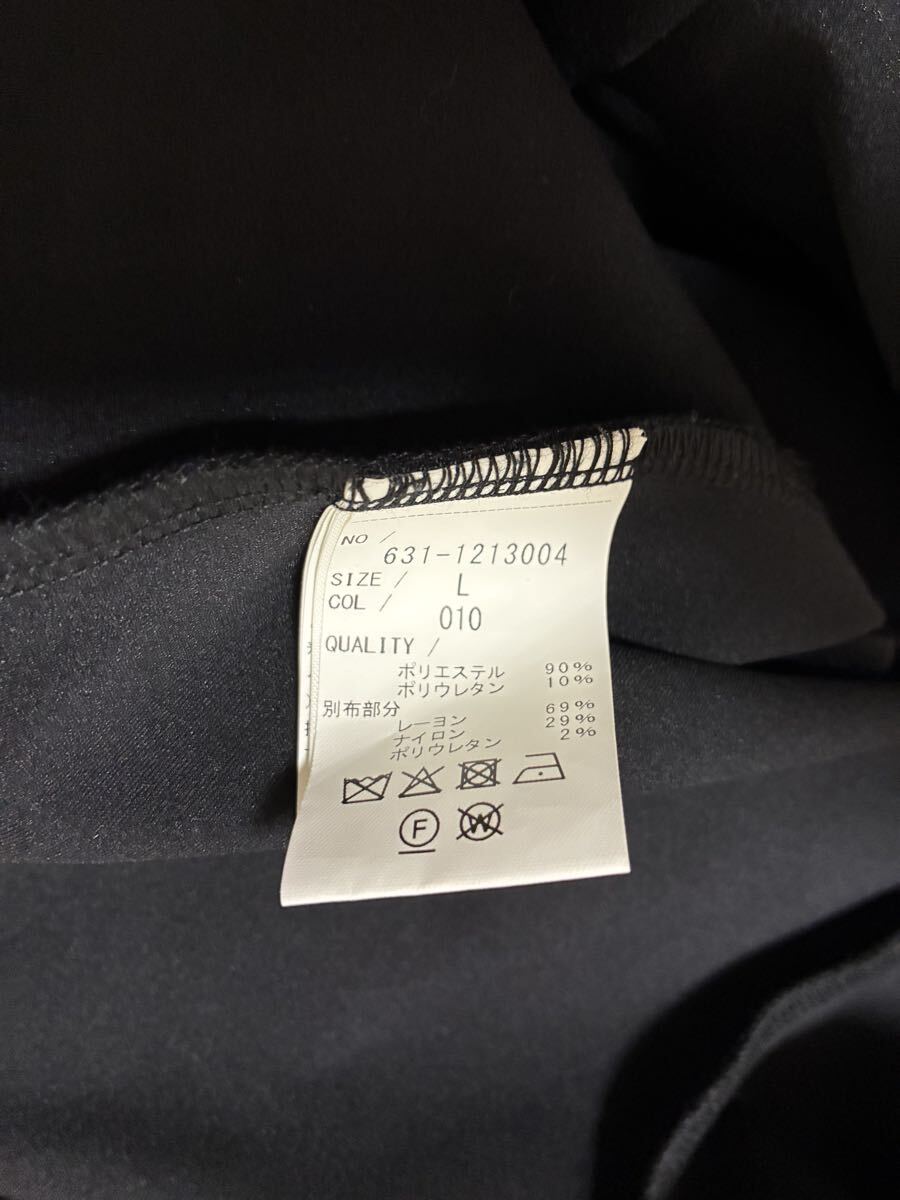 NO / 631-1213004
SIZE / L
COL / 010
QUALITY /
ポリエステル 90%
ポリウレタン 10%
別布部分
レーヨン 69%
ナイロン 29%
ポリウレタン 2%
F W